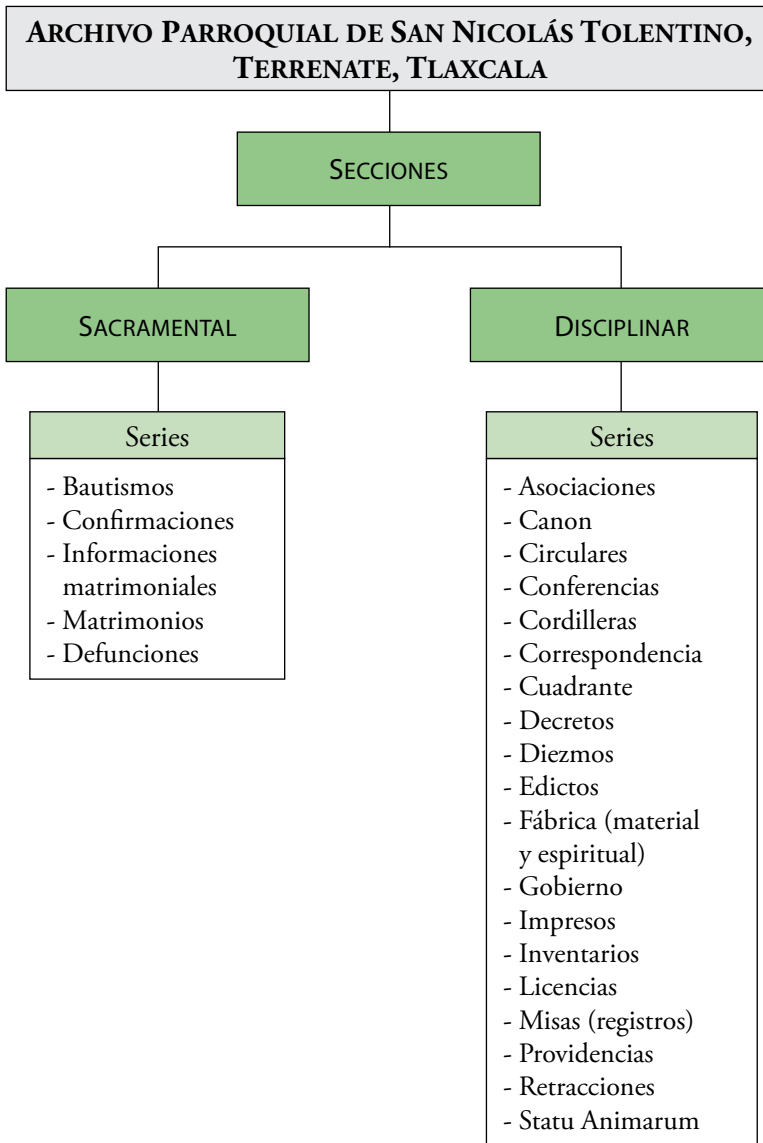 ARCHIVO PARROQUIAL DE SAN NICOLÁS TOLENTINO,
TERRENATE, TLAXCALA
SECCIONES
SACRAMENTAL
Series
- Bautismos
- Confirmaciones
- Informaciones
matrimoniales
- Matrimonios
- Defunciones
DISCIPLINAR
Series
- Asociaciones
- Canon
- Circulares
- Conferencias
- Cordilleras
- Correspondencia
- Cuadrante
- Decretos
- Diezmos
- Edictos
- Fábrica (material
y espiritual)
- Gobierno
- Impresos
- Inventarios
- Licencias
- Misas (registros)
- Providencias
- Retracciones
- Statu Animarum